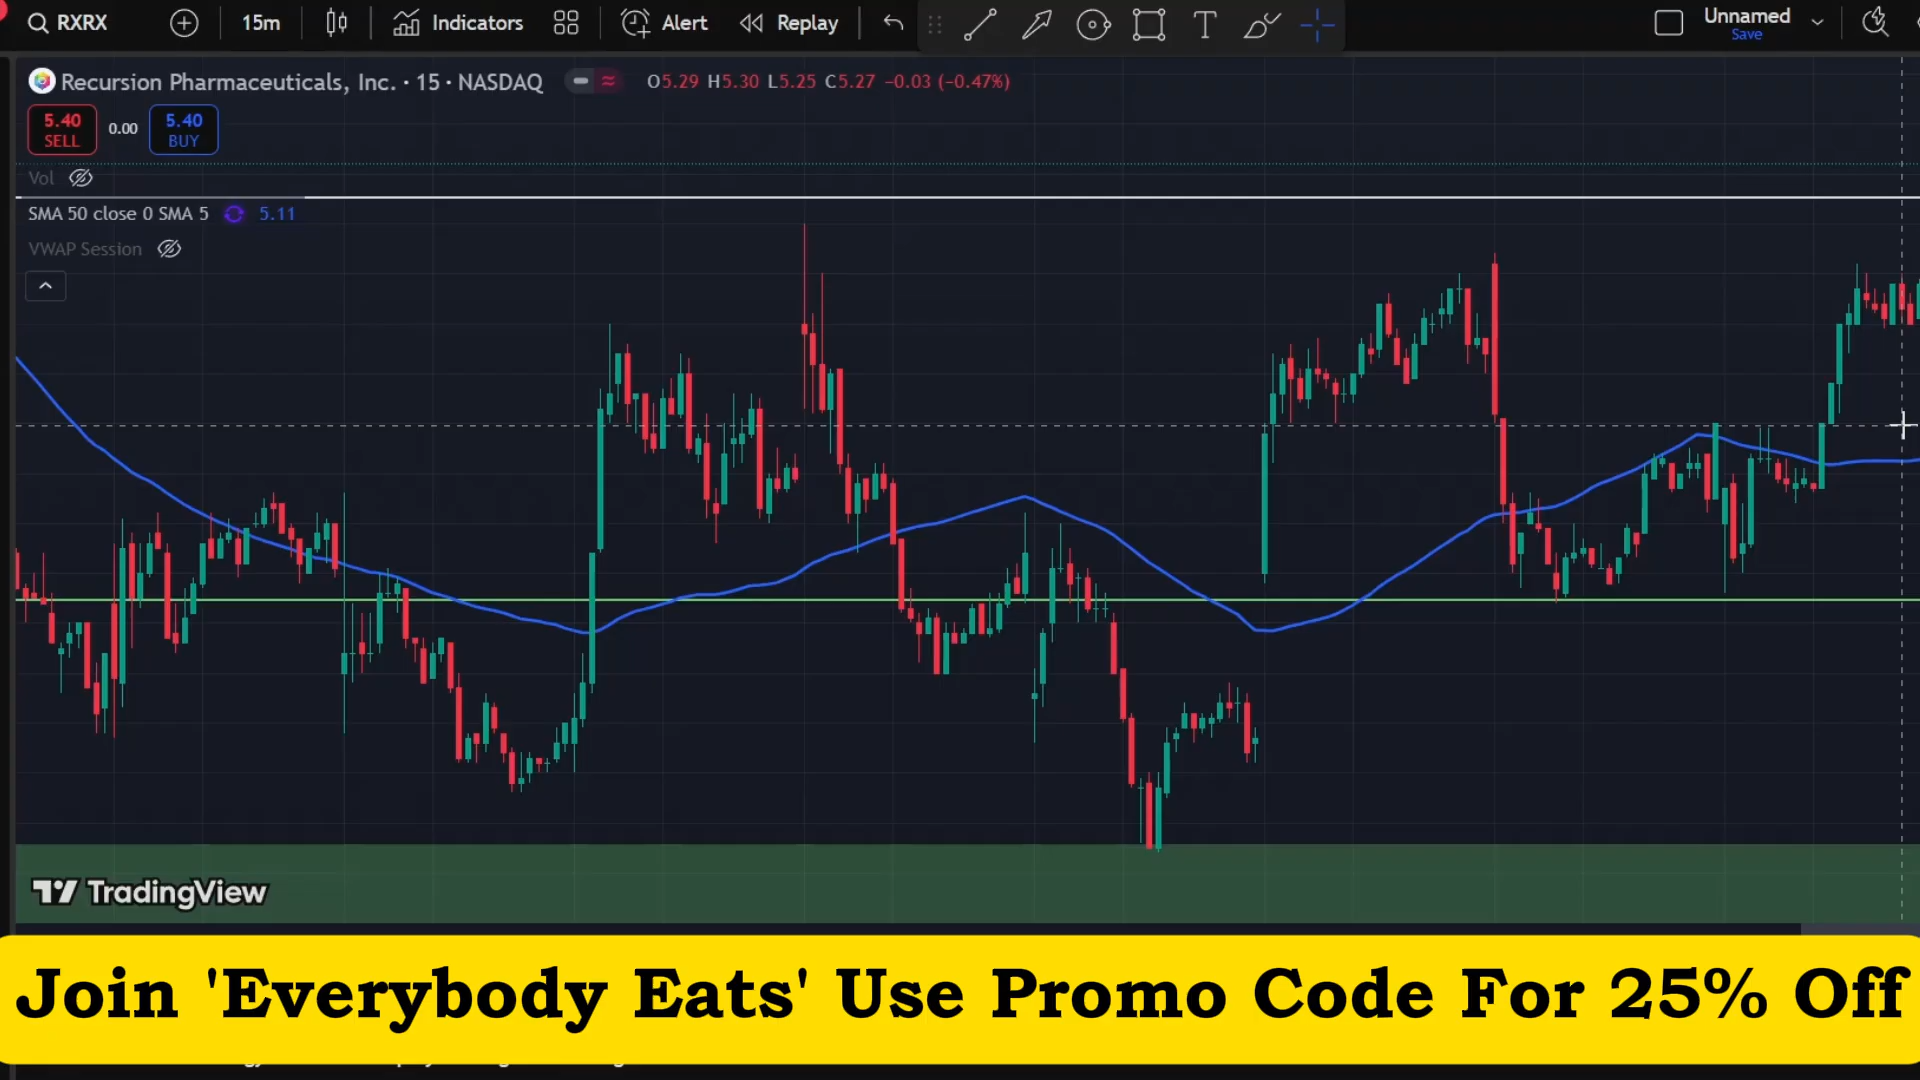 RXRX 15m Indicators Alert Replay Unnamed
Save
Recursion Pharmaceuticals, Inc. · 15 · NASDAQ O5.29 H5.30 L5.25 C5.27 −0.03 (−0.47%)
5.40 SELL 0.00 5.40 BUY
Vol
SMA 50 close 0 SMA 5 5.11
VWAP Session
TradingView
Join 'Everybody Eats' Use Promo Code For 25% Off